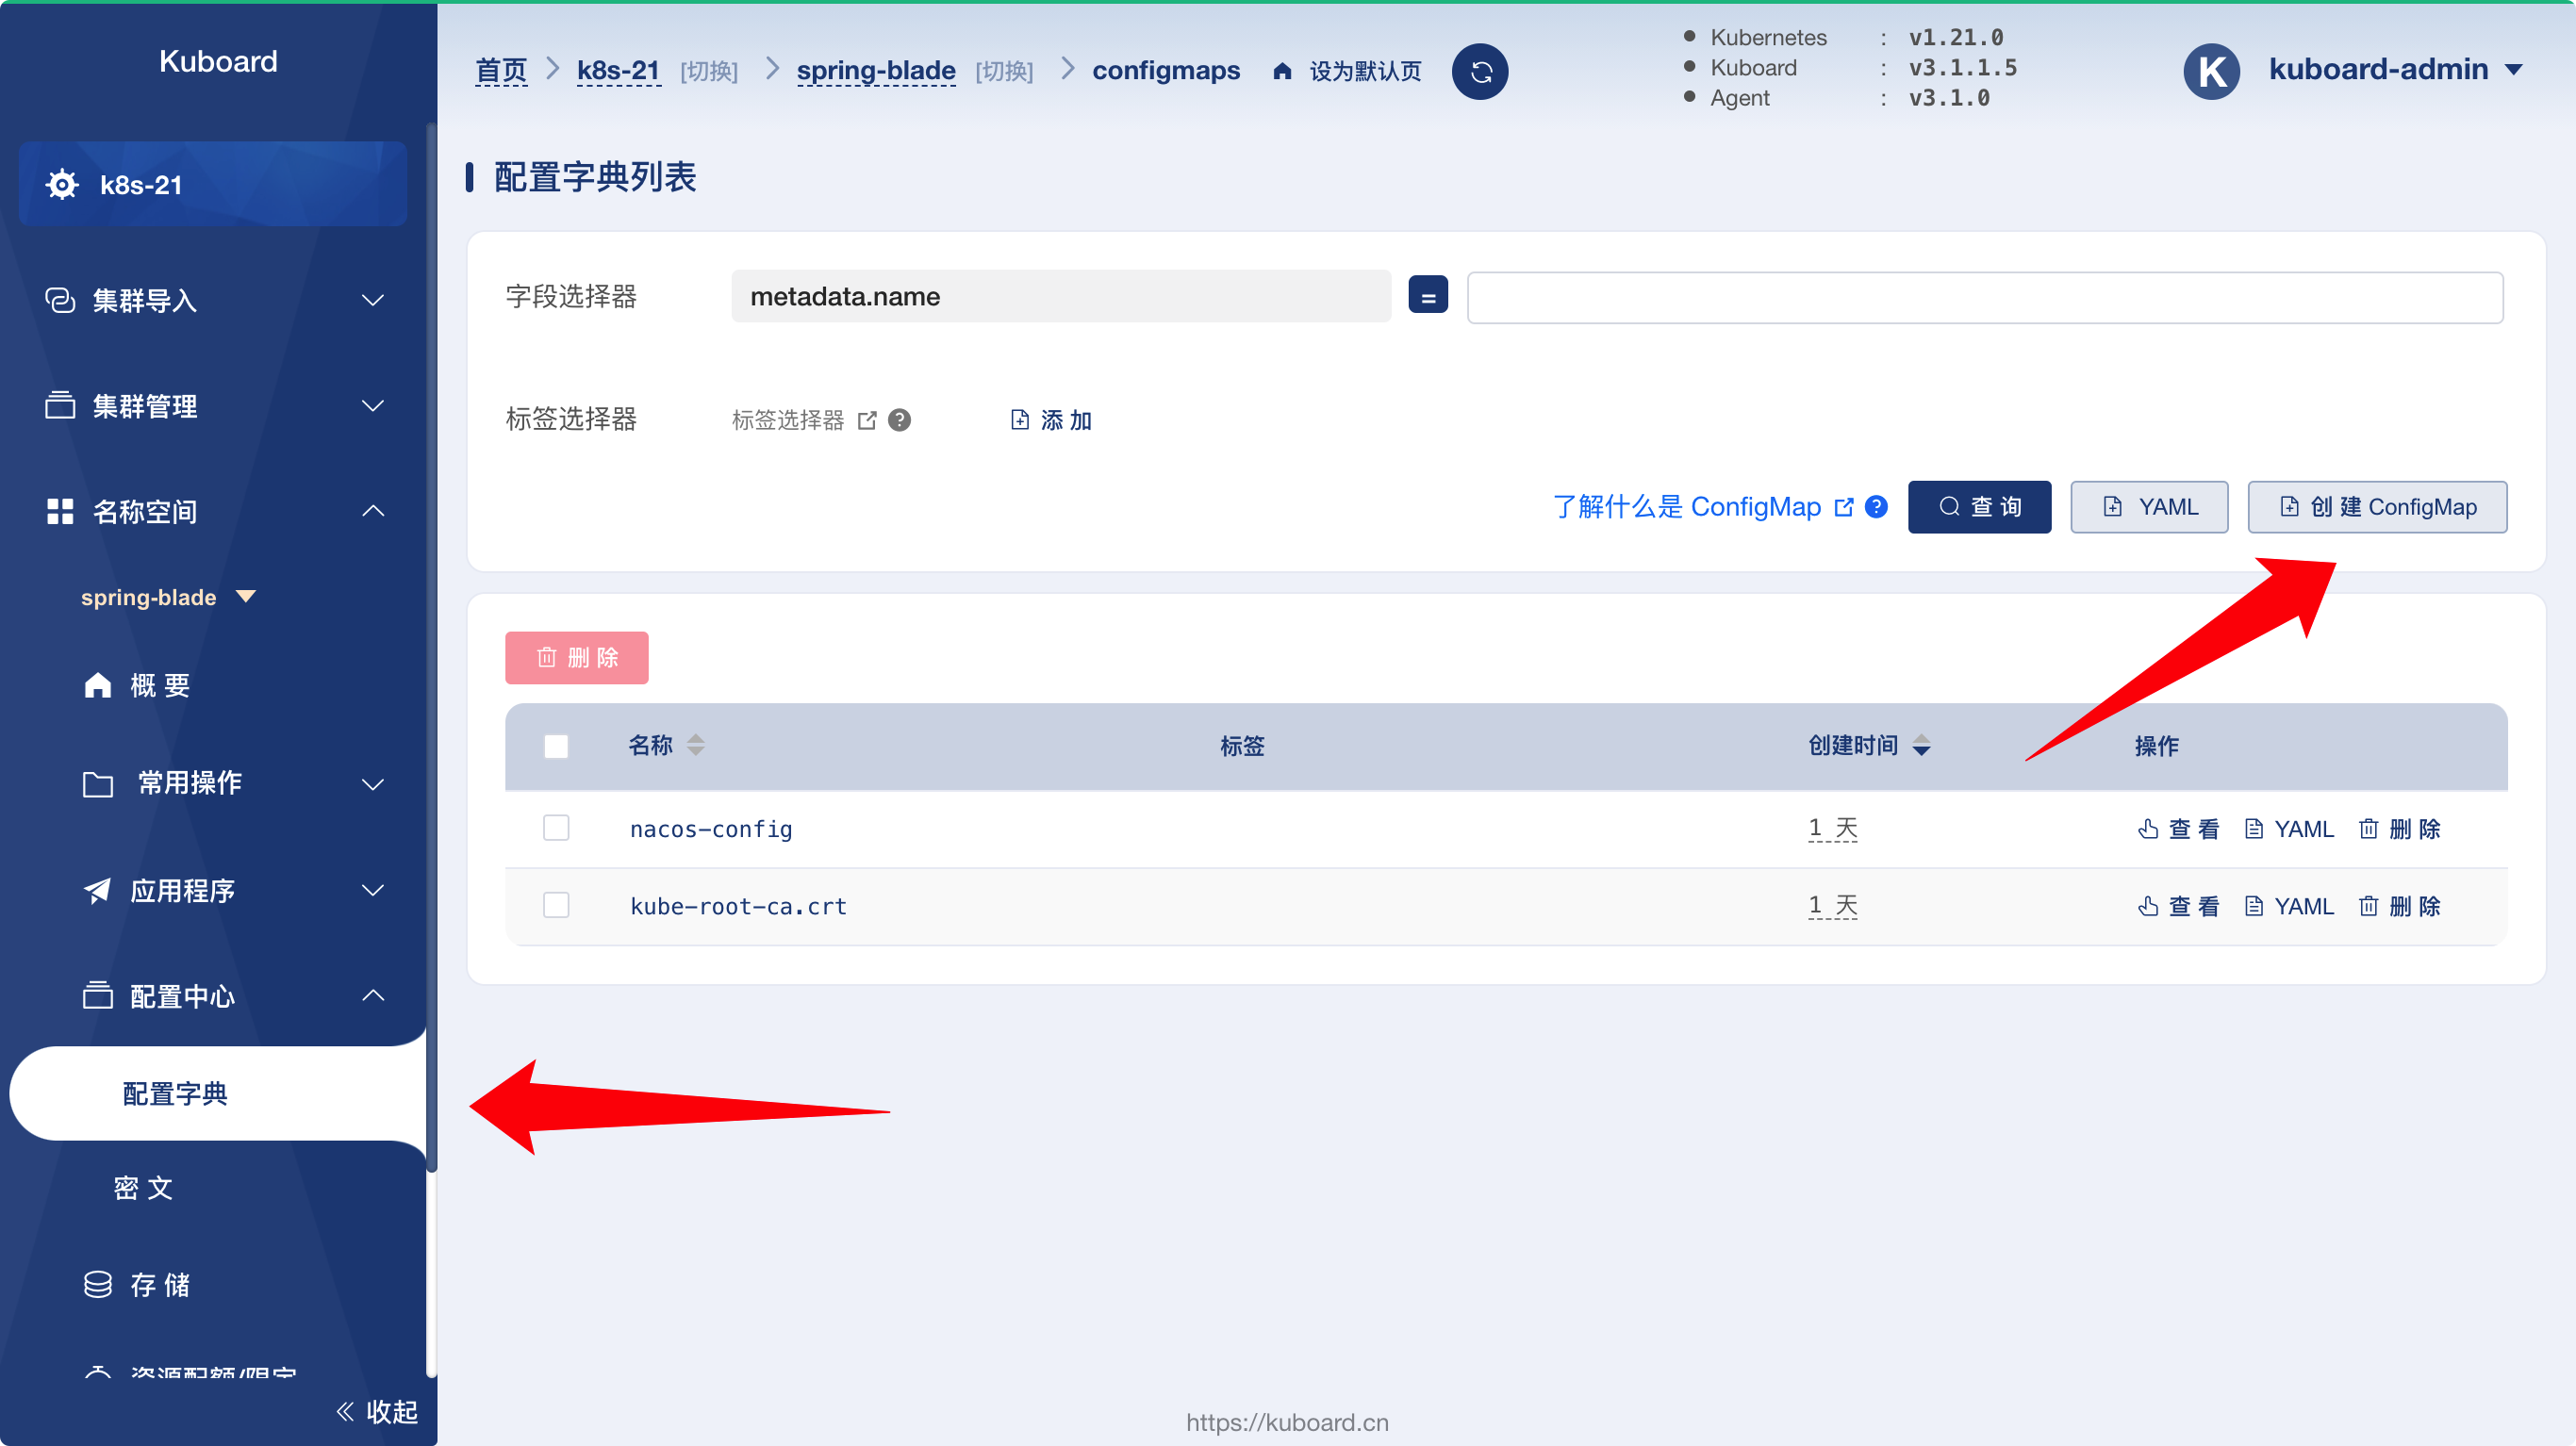 Kuboard
k8s-21
集群导入
集群管理
名称空间
spring-blade
概 要
常用操作
应用程序
配置中心
配置字典
密 文
存 储
资源配额/限定
收起
首页 k8s-21 [切换] spring-blade [切换] configmaps 设为默认页
Kubernetes : v1.21.0
Kuboard : v3.1.1.5
Agent : v3.1.0
K kuboard-admin
配置字典列表
字段选择器 metadata.name =
标签选择器 标签选择器 ? 添 加
了解什么是 ConfigMap ? 查 询 YAML 创 建 ConfigMap
删 除
名称 标签 创建时间 操作
nacos-config 1 天 查 看 YAML 删 除
kube-root-ca.crt 1 天 查 看 YAML 删 除
https://kuboard.cn